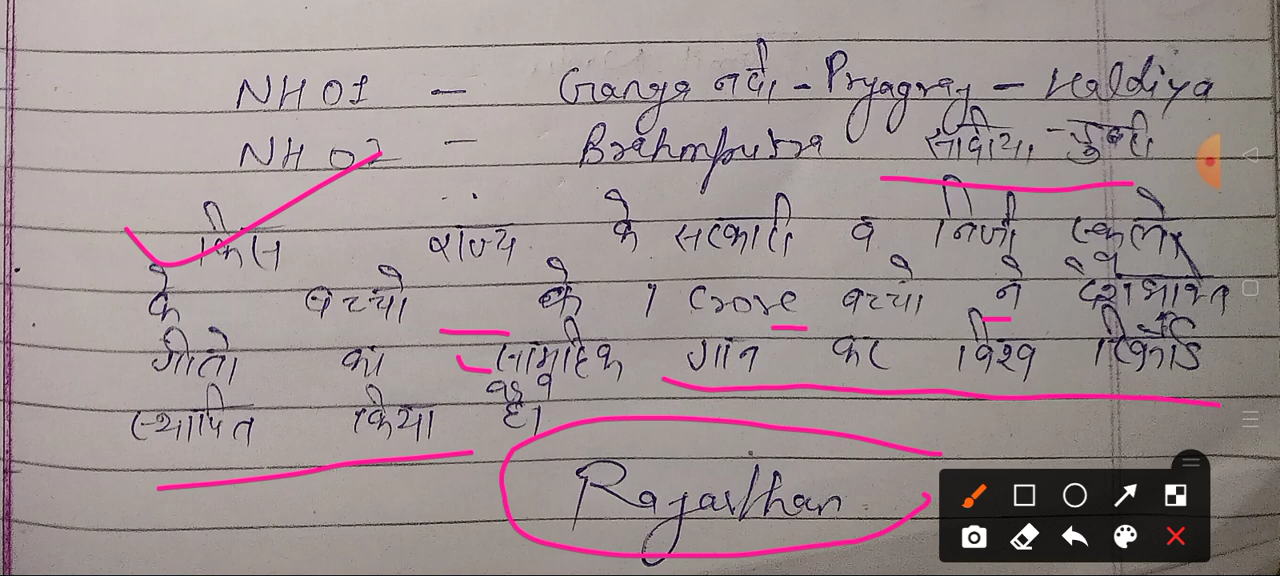 NH 01 - Ganga नदी - Pryagraj - Haldiya
NH 02 - Brahmputra सादीया - दुबरी
किस राज्य के सरकारी व निजी स्कूलो
के बच्चो के 1 Crore बच्चो ने देशभक्ति
गीतो का सामूहिक गान कर विश्व रिकॉर्ड
स्थापित किया है।
Rajasthan